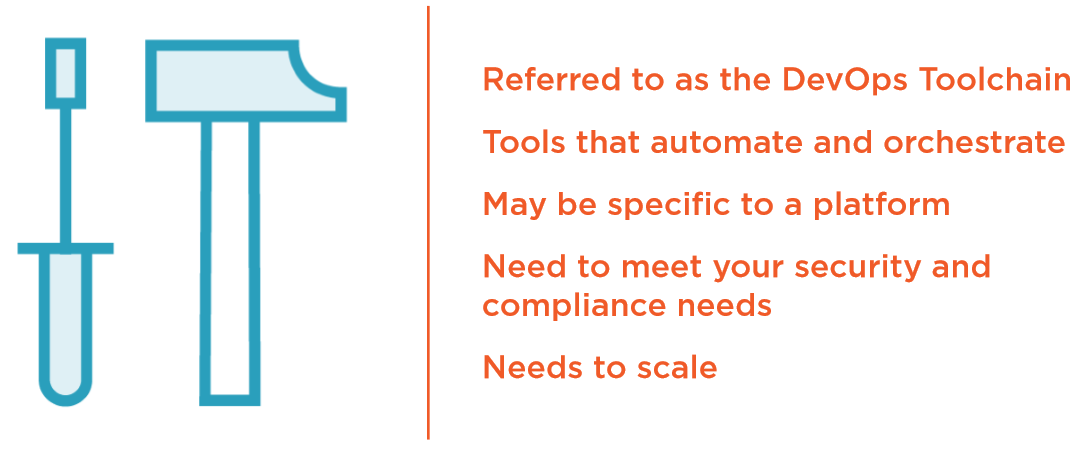 Referred to as the DevOps Toolchain
Tools that automate and orchestrate
May be specific to a platform
Need to meet your security and
compliance needs
Needs to scale